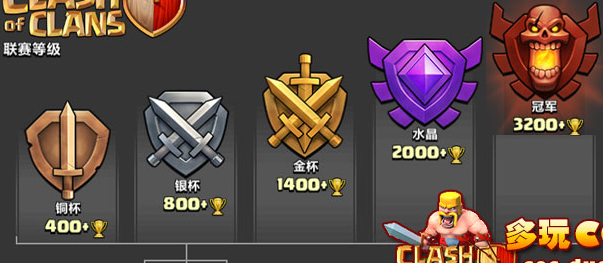 CLASH
of CLANS
联赛等级
铜杯
400+
银杯
800+
金杯
1400+
水晶
2000+
冠军
3200+
CLASH
多玩